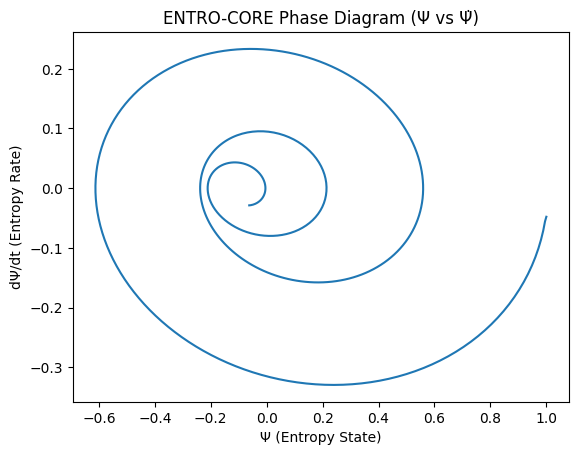 ENTRO-CORE Phase Diagram (Ψ vs Ψ̇)
0.2
0.1
0.0
−0.1
−0.2
−0.3
dΨ/dt (Entropy Rate)
−0.6 −0.4 −0.2 0.0 0.2 0.4 0.6 0.8 1.0
Ψ (Entropy State)